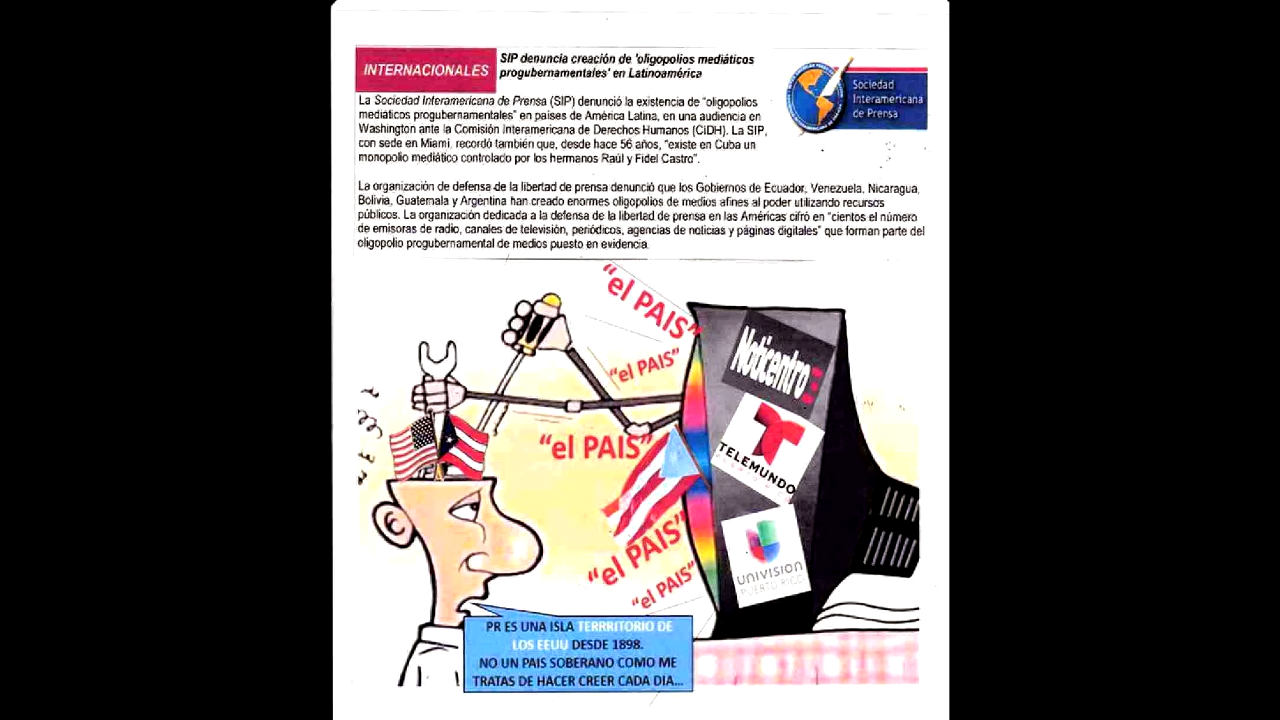 INTERNACIONALES
SIP denuncia creación de 'oligopolios mediáticos
progubernamentales' en Latinoamérica
Sociedad
Interamericana
de Prensa
La Sociedad Interamericana de Prensa (SIP) denunció la existencia de "oligopolios
mediáticos progubernamentales" en países de América Latina, en una audiencia en
Washington ante la Comisión Interamericana de Derechos Humanos (CIDH). La SIP,
con sede en Miami, recordó también que, desde hace 56 años, "existe en Cuba un
monopolio mediático controlado por los hermanos Raúl y Fidel Castro".
La organización de defensa de la libertad de prensa denunció que los Gobiernos de Ecuador, Venezuela, Nicaragua,
Bolivia, Guatemala y Argentina han creado enormes oligopolios de medios afines al poder utilizando recursos
públicos. La organización dedicada a la defensa de la libertad de prensa en las Américas cifró en "cientos el número
de emisoras de radio, canales de televisión, periódicos, agencias de noticias y páginas digitales" que forman parte del
oligopolio progubernamental de medios puesto en evidencia.
"el PAIS"
"el PAIS"
"el PAIS"
"el PAIS"
"el PAIS"
Noticentro
TELEMUNDO
UNIVISION
PUERTO RICO
PR ES UNA ISLA TERRRITORIO DE
LOS EEUU DESDE 1898.
NO UN PAIS SOBERANO COMO ME
TRATAS DE HACER CREER CADA DIA...